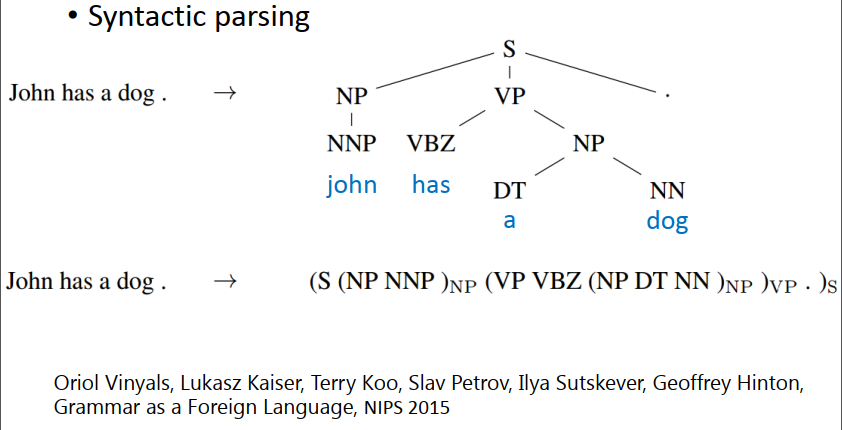 • Syntactic parsing
S
John has a dog . → NP VP .
NNP VBZ NP
john has DT NN
a dog
John has a dog . → (S (NP NNP )NP (VP VBZ (NP DT NN )NP )VP . )S
Oriol Vinyals, Lukasz Kaiser, Terry Koo, Slav Petrov, Ilya Sutskever, Geoffrey Hinton,
Grammar as a Foreign Language, NIPS 2015